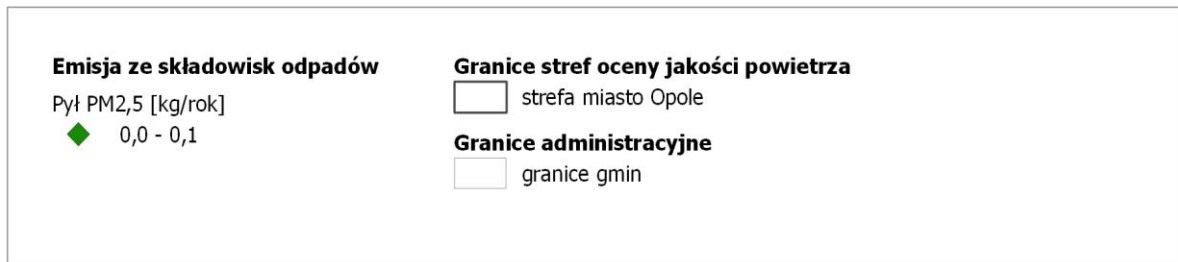 Emisja ze składowisk odpadów
Pył PM2,5 [kg/rok]
0,0 - 0,1
Granice stref oceny jakości powietrza
strefa miasto Opole
Granice administracyjne
granice gmin